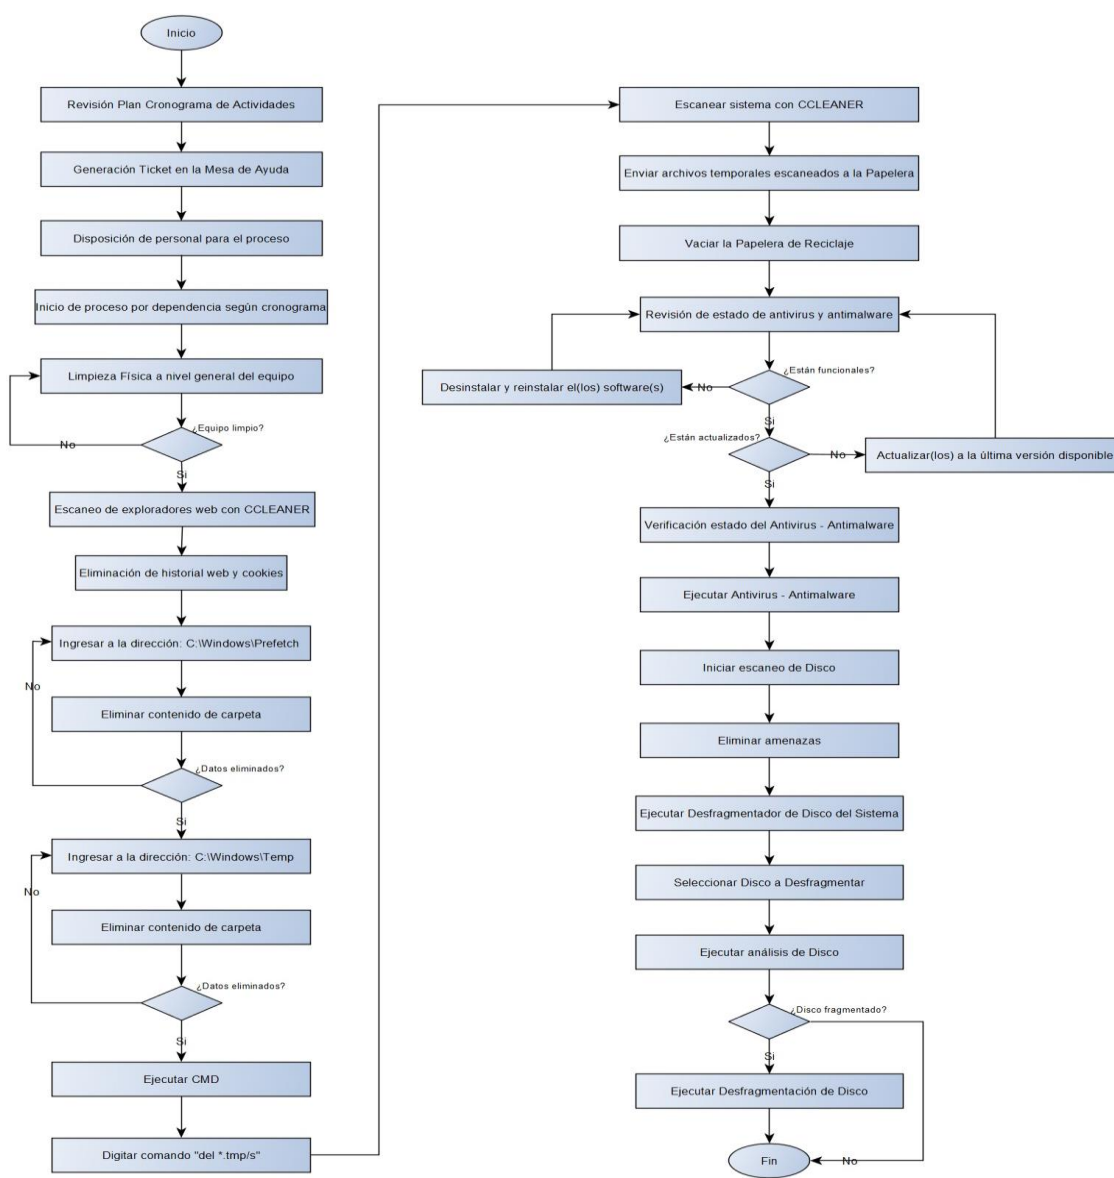 Inicio
Revisión Plan Cronograma de Actividades
Generación Ticket en la Mesa de Ayuda
Disposición de personal para el proceso
Inicio de proceso por dependencia según cronograma
Limpieza Física a nivel general del equipo
¿Equipo limpio?
No
Si
Escaneo de exploradores web con CCLEANER
Eliminación de historial web y cookies
Ingresar a la dirección: C:\Windows\Prefetch
No
Eliminar contenido de carpeta
¿Datos eliminados?
Si
Ingresar a la dirección: C:\Windows\Temp
No
Eliminar contenido de carpeta
¿Datos eliminados?
Si
Ejecutar CMD
Digitar comando "del *.tmp/s"
Escanear sistema con CCLEANER
Enviar archivos temporales escaneados a la Papelera
Vaciar la Papelera de Reciclaje
Revisión de estado de antivirus y antimalware
¿Están funcionales?
Desinstalar y reinstalar el(los) software(s)
No
Si
¿Están actualizados?
No
Actualizar(los) a la última versión disponible
Si
Verificación estado del Antivirus - Antimalware
Ejecutar Antivirus - Antimalware
Iniciar escaneo de Disco
Eliminar amenazas
Ejecutar Desfragmentador de Disco del Sistema
Seleccionar Disco a Desfragmentar
Ejecutar análisis de Disco
¿Disco fragmentado?
Si
Ejecutar Desfragmentación de Disco
Fin
No